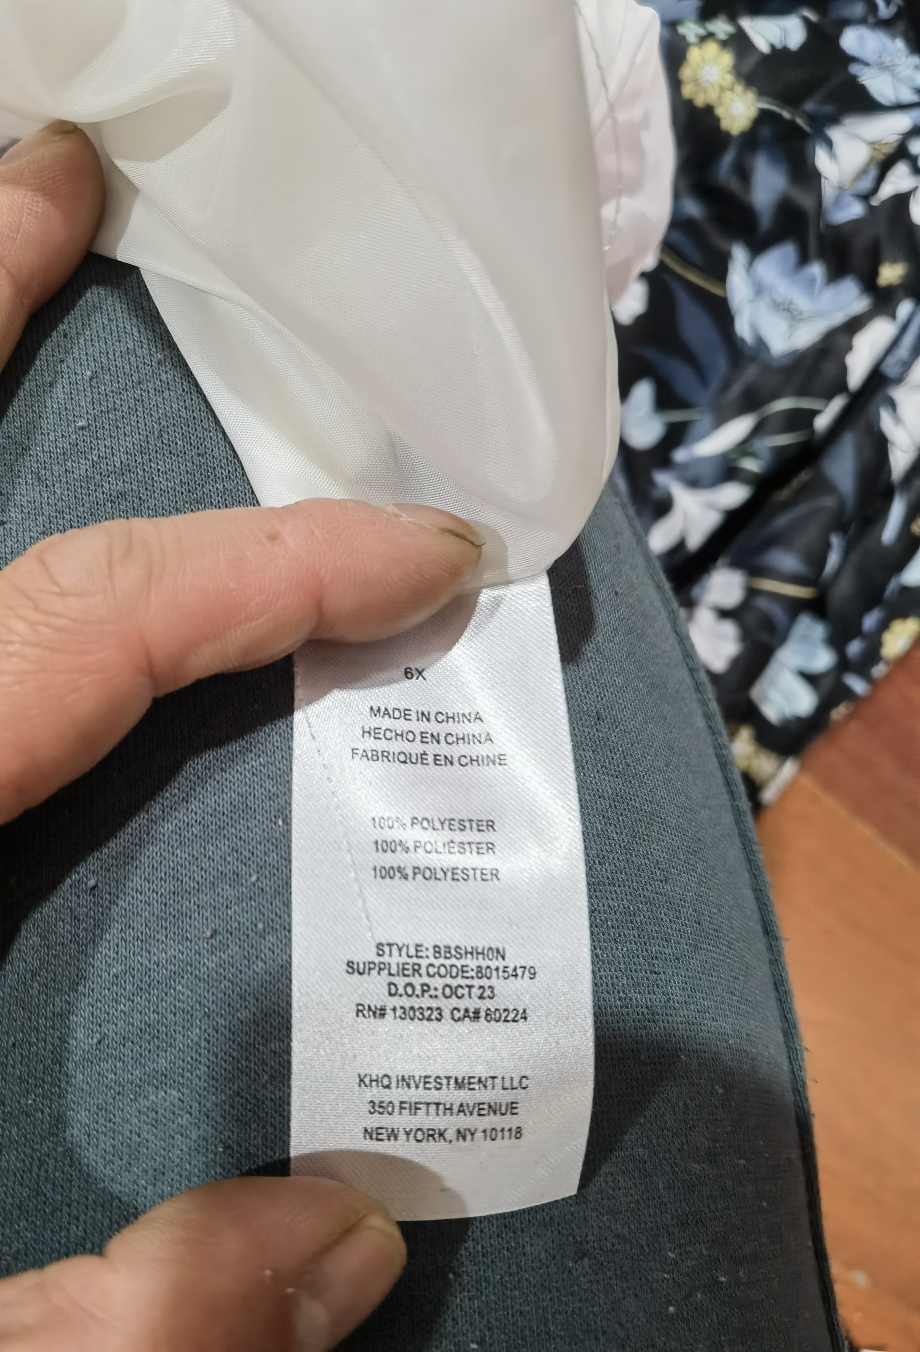 6X
MADE IN CHINA
HECHO EN CHINA
FABRIQUÉ EN CHINE
100% POLYESTER
100% POLIÉSTER
100% POLYESTER
STYLE: BBSHH0N
SUPPLIER CODE:8015479
D.O.P.: OCT 23
RN# 130323 CA# 60224
KHQ INVESTMENT LLC
350 FIFTTH AVENUE
NEW YORK, NY 10118